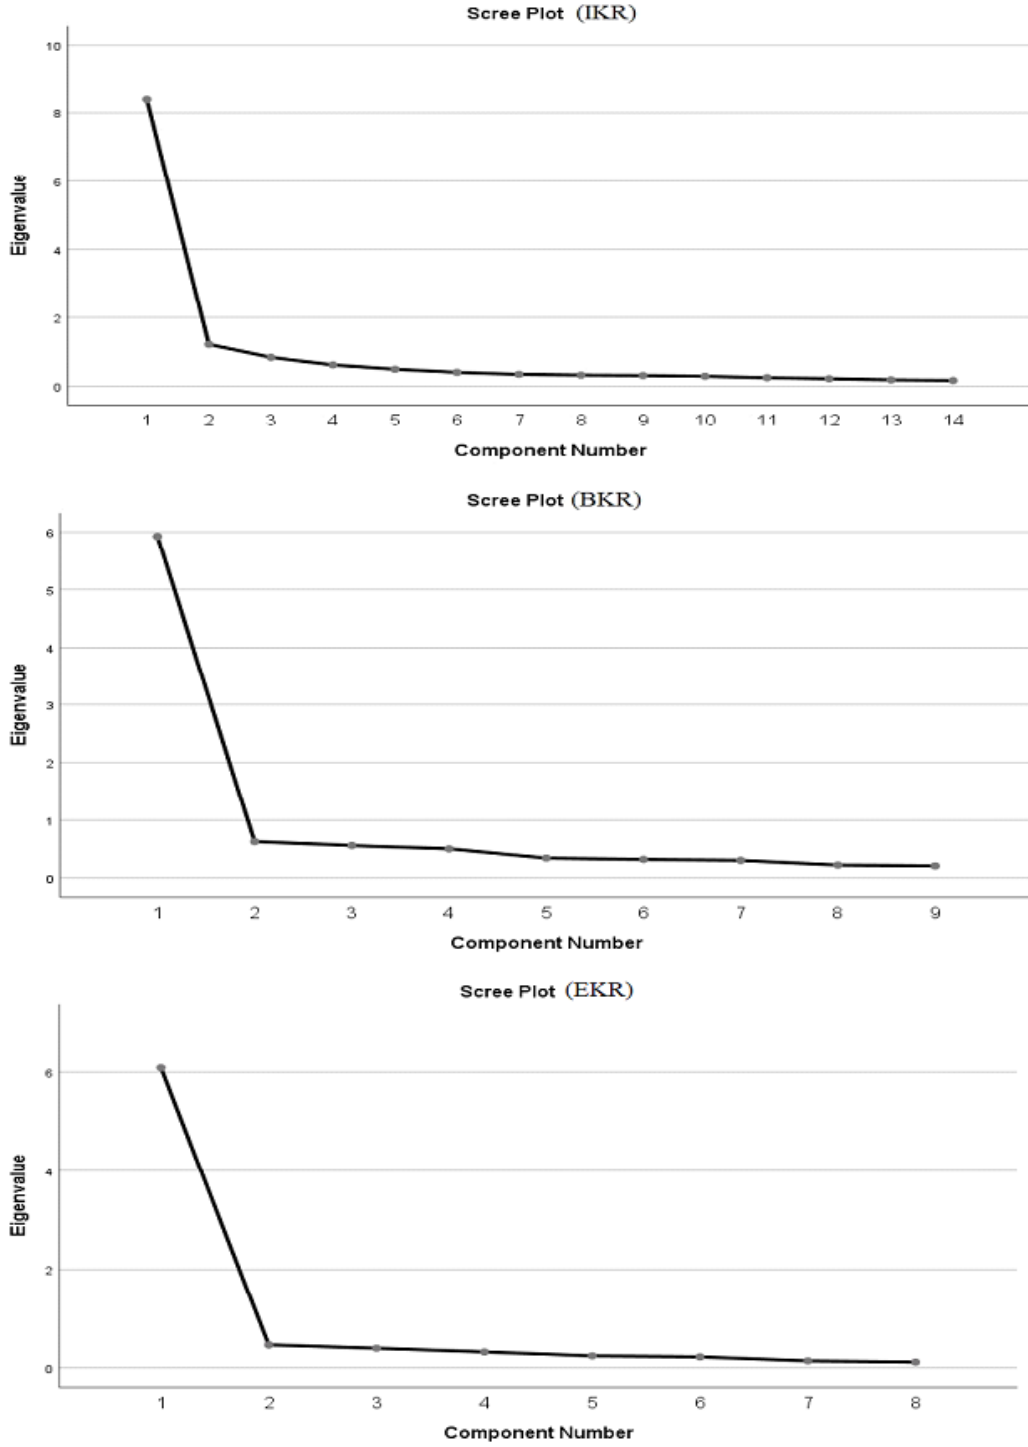 Scree Plot (IKR)
10
8
6
4
2
0
Eigenvalue
1 2 3 4 5 6 7 8 9 10 11 12 13 14
Component Number
Scree Plot (BKR)
6
5
4
3
2
1
0
Eigenvalue
1 2 3 4 5 6 7 8 9
Component Number
Scree Plot (EKR)
6
4
2
0
Eigenvalue
1 2 3 4 5 6 7 8
Component Number